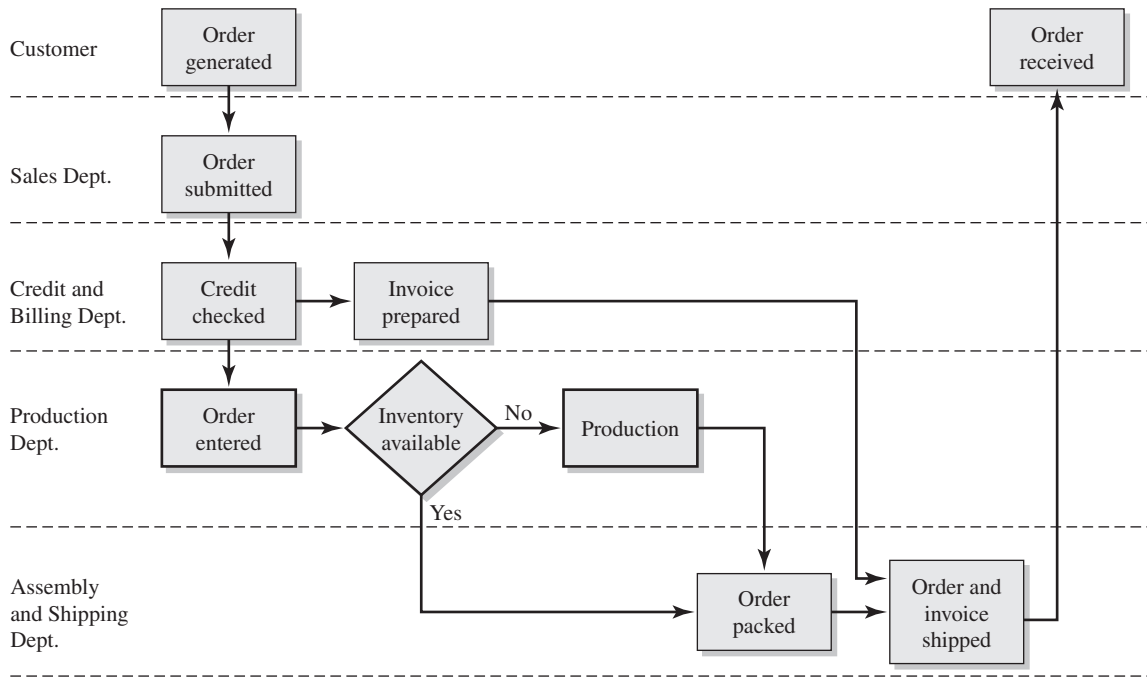 Customer
Order
generated
Order
received
Sales Dept.
Order
submitted
Credit and
Billing Dept.
Credit
checked
Invoice
prepared
Production
Dept.
Order
entered
Inventory
available
No
Production
Yes
Assembly
and Shipping
Dept.
Order
packed
Order and
invoice
shipped